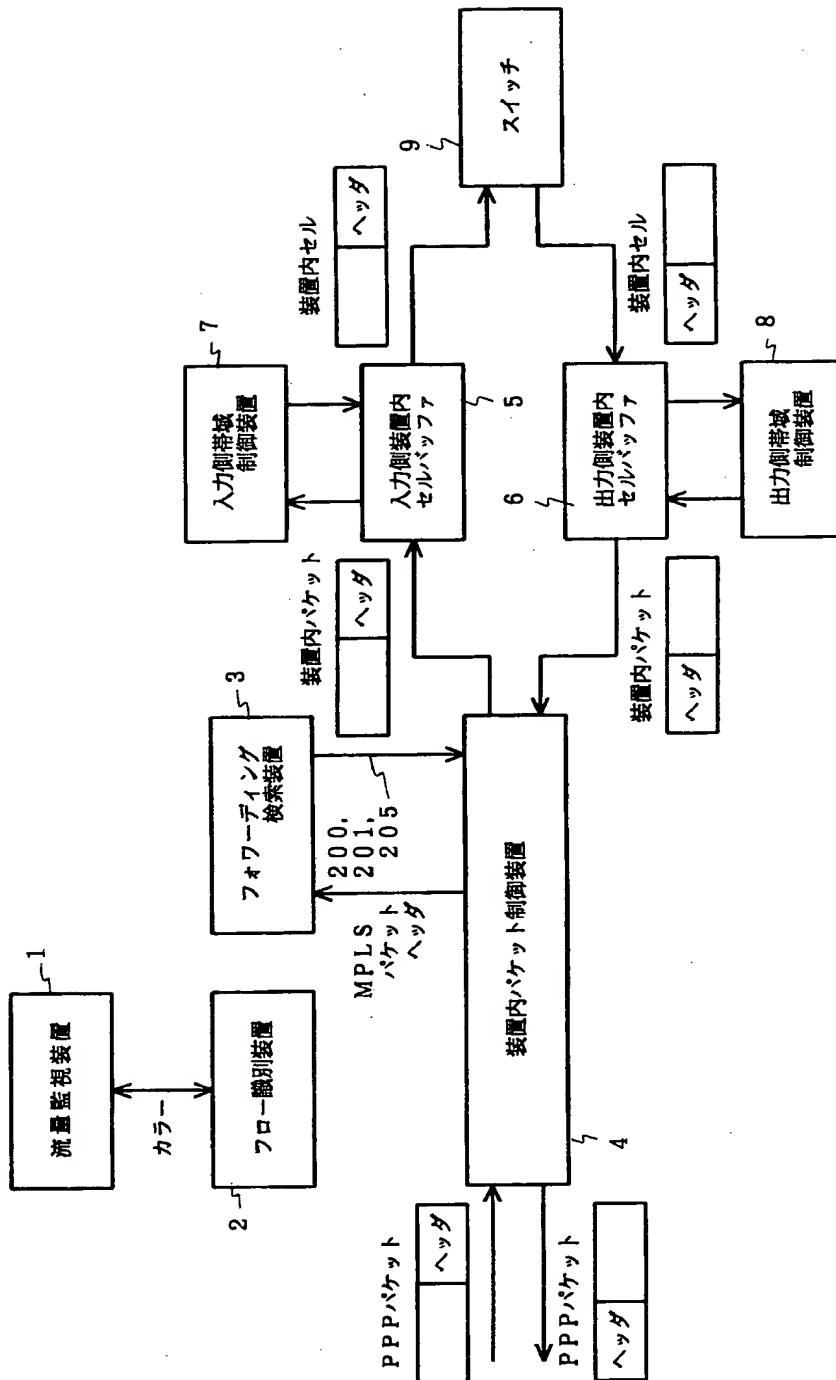 1
流量監視装置
カラー
フロー識別装置
2
3
フォワーディング
検索装置
MPLS
パケット
ヘッダ
200,
201,
205
装置内パケット制御装置
4
PPPパケット
ヘッダ
PPPパケット
ヘッダ
装置内パケット
ヘッダ
装置内パケット
ヘッダ
7
入力側帯域
制御装置
入力側装置内
セルバッファ
5
6
出力側装置内
セルバッファ
8
出力側帯域
制御装置
装置内セル
ヘッダ
装置内セル
ヘッダ
9
スイッチ